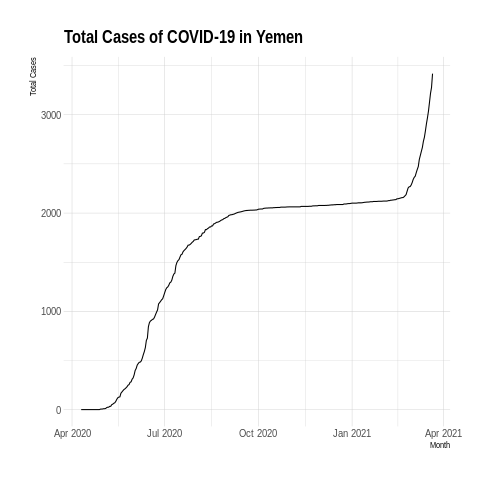 Total Cases of COVID-19 in Yemen
Total Cases
3000
2000
1000
0
Apr 2020 Jul 2020 Oct 2020 Jan 2021 Apr 2021
Month